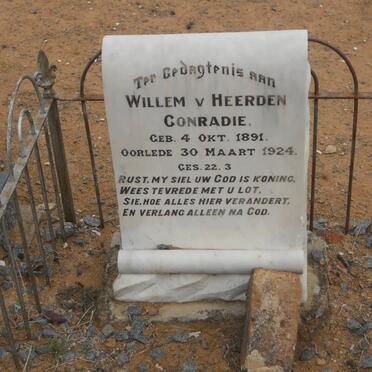 Ter Gedagtenis aan
WILLEM V HEERDEN
CONRADIE.
GEB. 4 OKT. 1891.
OORLEDE 30 MAART 1924.
GES. 22. 3
RUST, MY SIEL UW GOD IS KONING,
WEES TEVREDE MET U LOT,
SIE, HOE ALLES HIER VERANDERT,
EN VERLANG ALLEEN NA GOD.